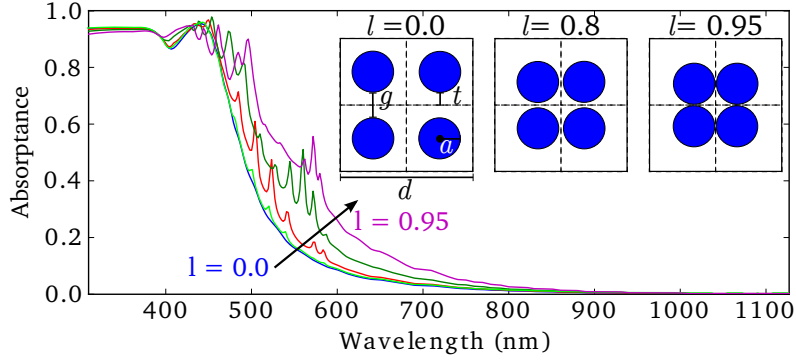 1.0
0.8
0.6
0.4
0.2
0.0
Absorptance
l =0.0
l= 0.8
l= 0.95
g
t
a
d
l = 0.95
l = 0.0
400 500 600 700 800 900 1000 1100
Wavelength (nm)